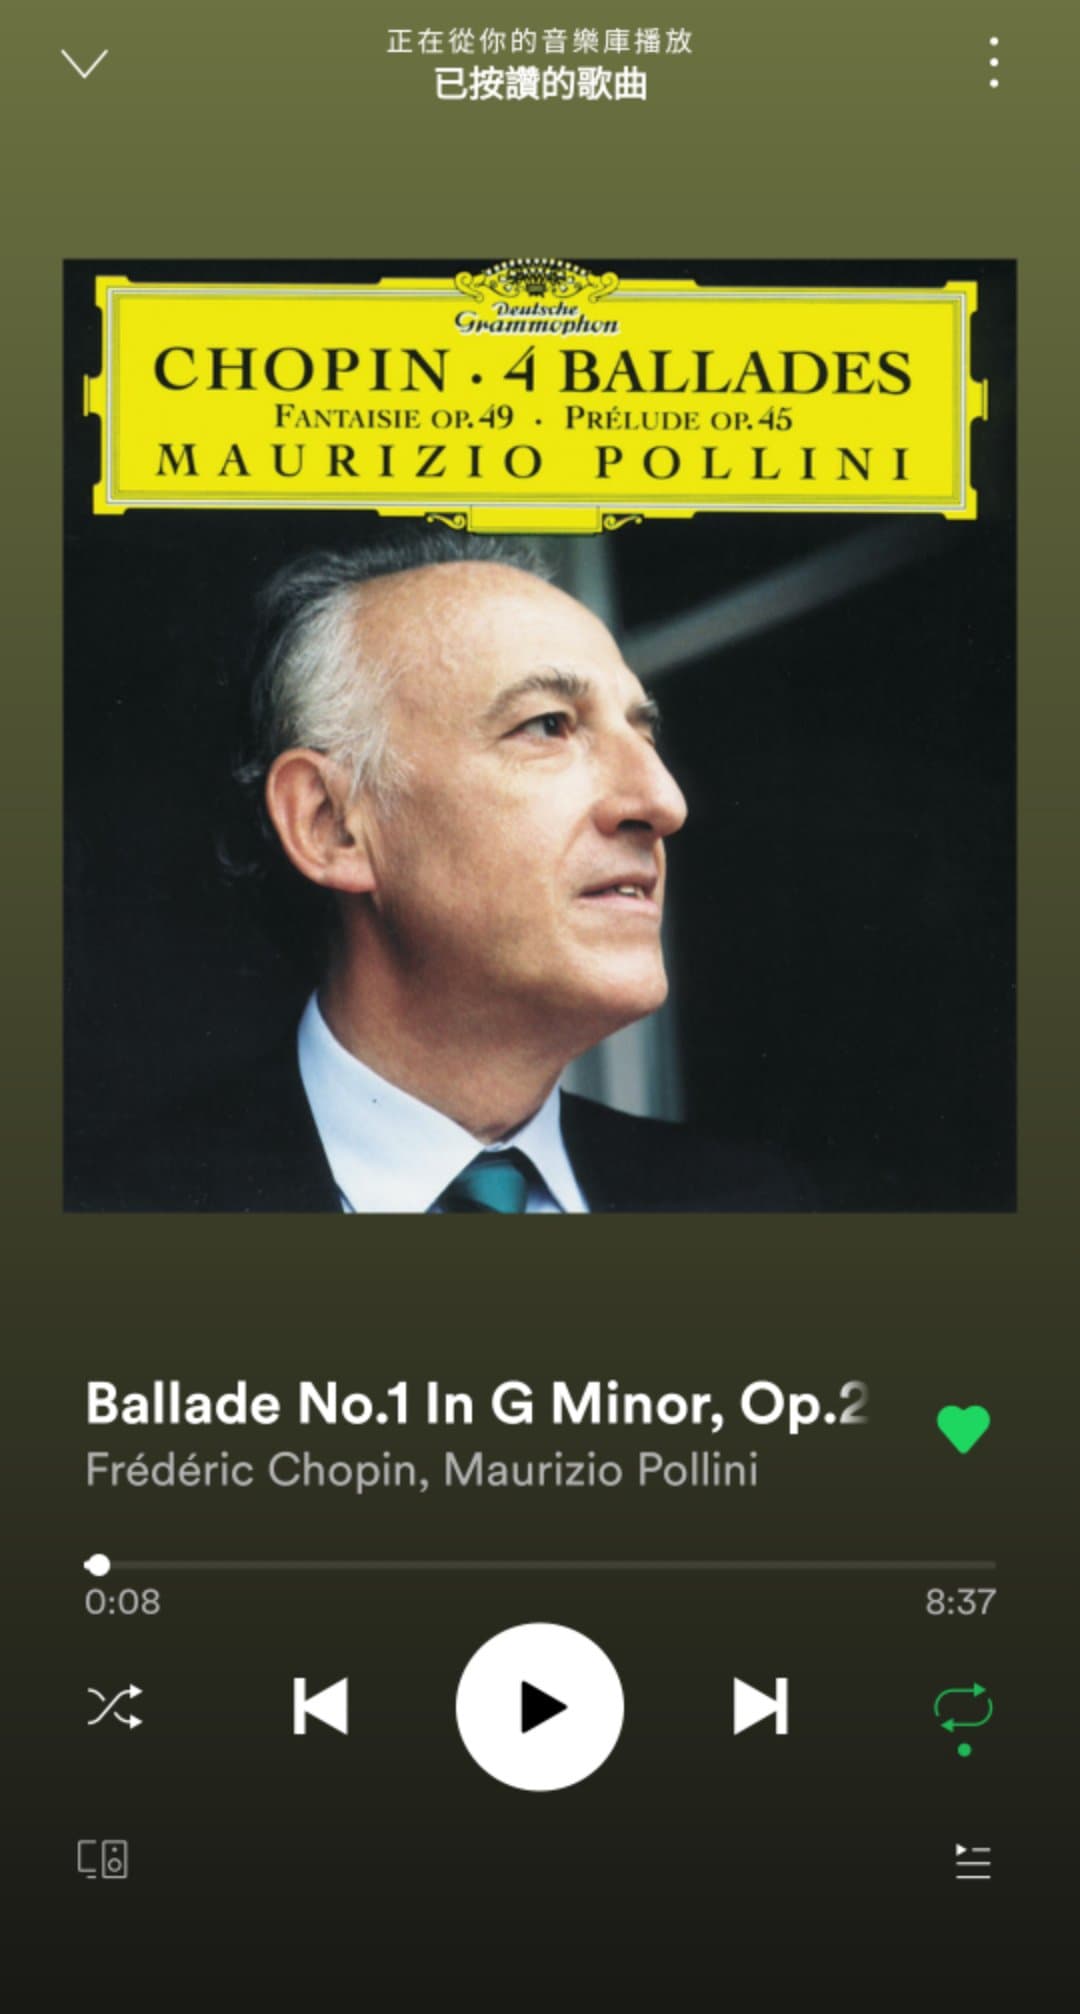 正在從你的音樂庫播放
已按讚的歌曲
Deutsche
Grammophon
CHOPIN · 4 BALLADES
FANTAISIE OP. 49 · PRÉLUDE OP. 45
MAURIZIO POLLINI
Ballade No.1 In G Minor, Op.2
Frédéric Chopin, Maurizio Pollini
0:08
8:37